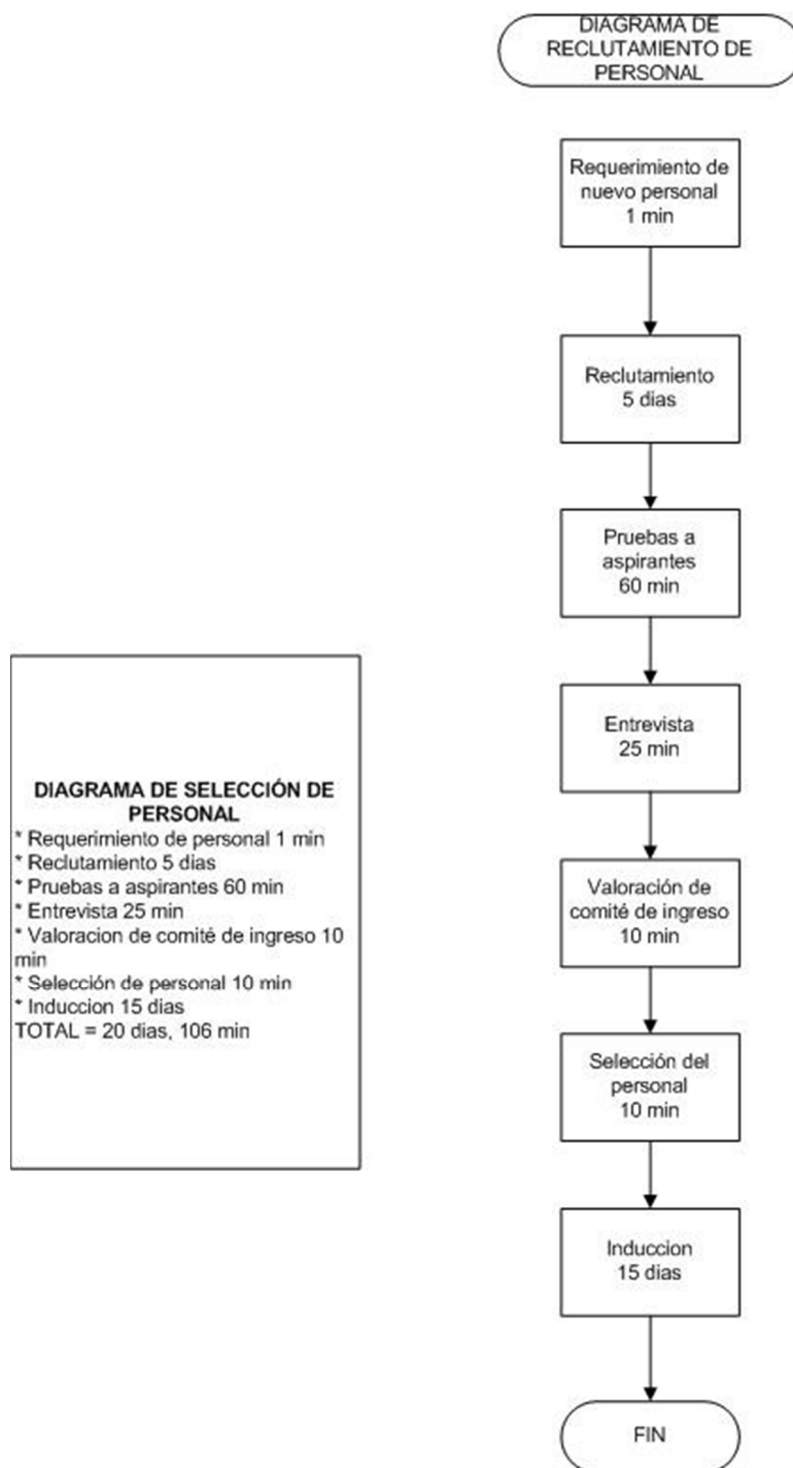 DIAGRAMA DE
RECLUTAMIENTO DE
PERSONAL
Requerimiento de
nuevo personal
1 min
Reclutamiento
5 dias
Pruebas a
aspirantes
60 min
Entrevista
25 min
Valoración de
comité de ingreso
10 min
Selección del
personal
10 min
Induccion
15 dias
FIN
DIAGRAMA DE SELECCIÓN DE
PERSONAL
* Requerimiento de personal 1 min
* Reclutamiento 5 dias
* Pruebas a aspirantes 60 min
* Entrevista 25 min
* Valoracion de comité de ingreso 10
min
* Selección de personal 10 min
* Induccion 15 dias
TOTAL = 20 dias, 106 min